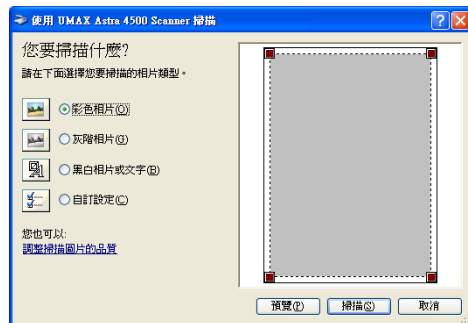 使用 UMAX Astra 4500 Scanner 掃描
您要掃描什麼?
請在下面選擇您要掃描的相片類型。
彩色相片(O)
灰階相片(G)
黑白相片或文字(B)
自訂設定(C)
您也可以:
調整掃描圖片的品質
預覽(P)
掃描(S)
取消